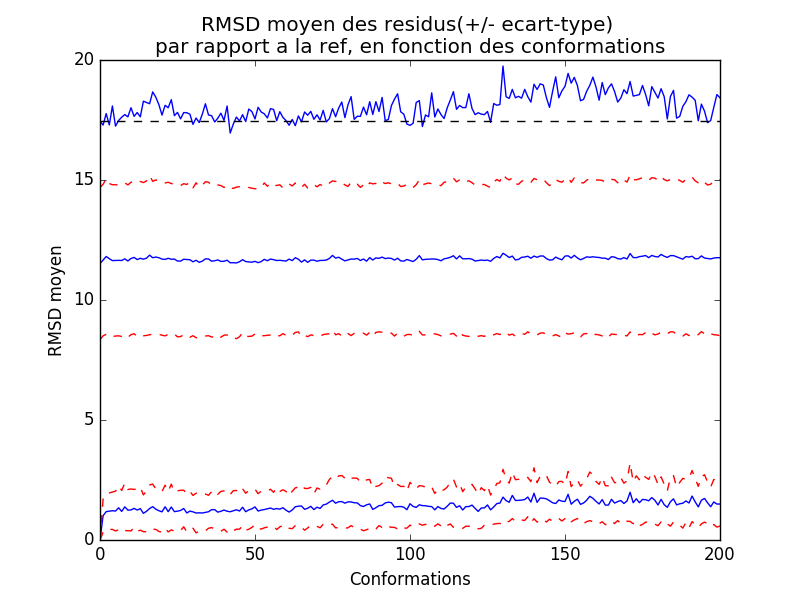 RMSD moyen des residus(+/- ecart-type)
par rapport a la ref, en fonction des conformations
20
15
10
5
0
RMSD moyen
0 50 100 150 200
Conformations